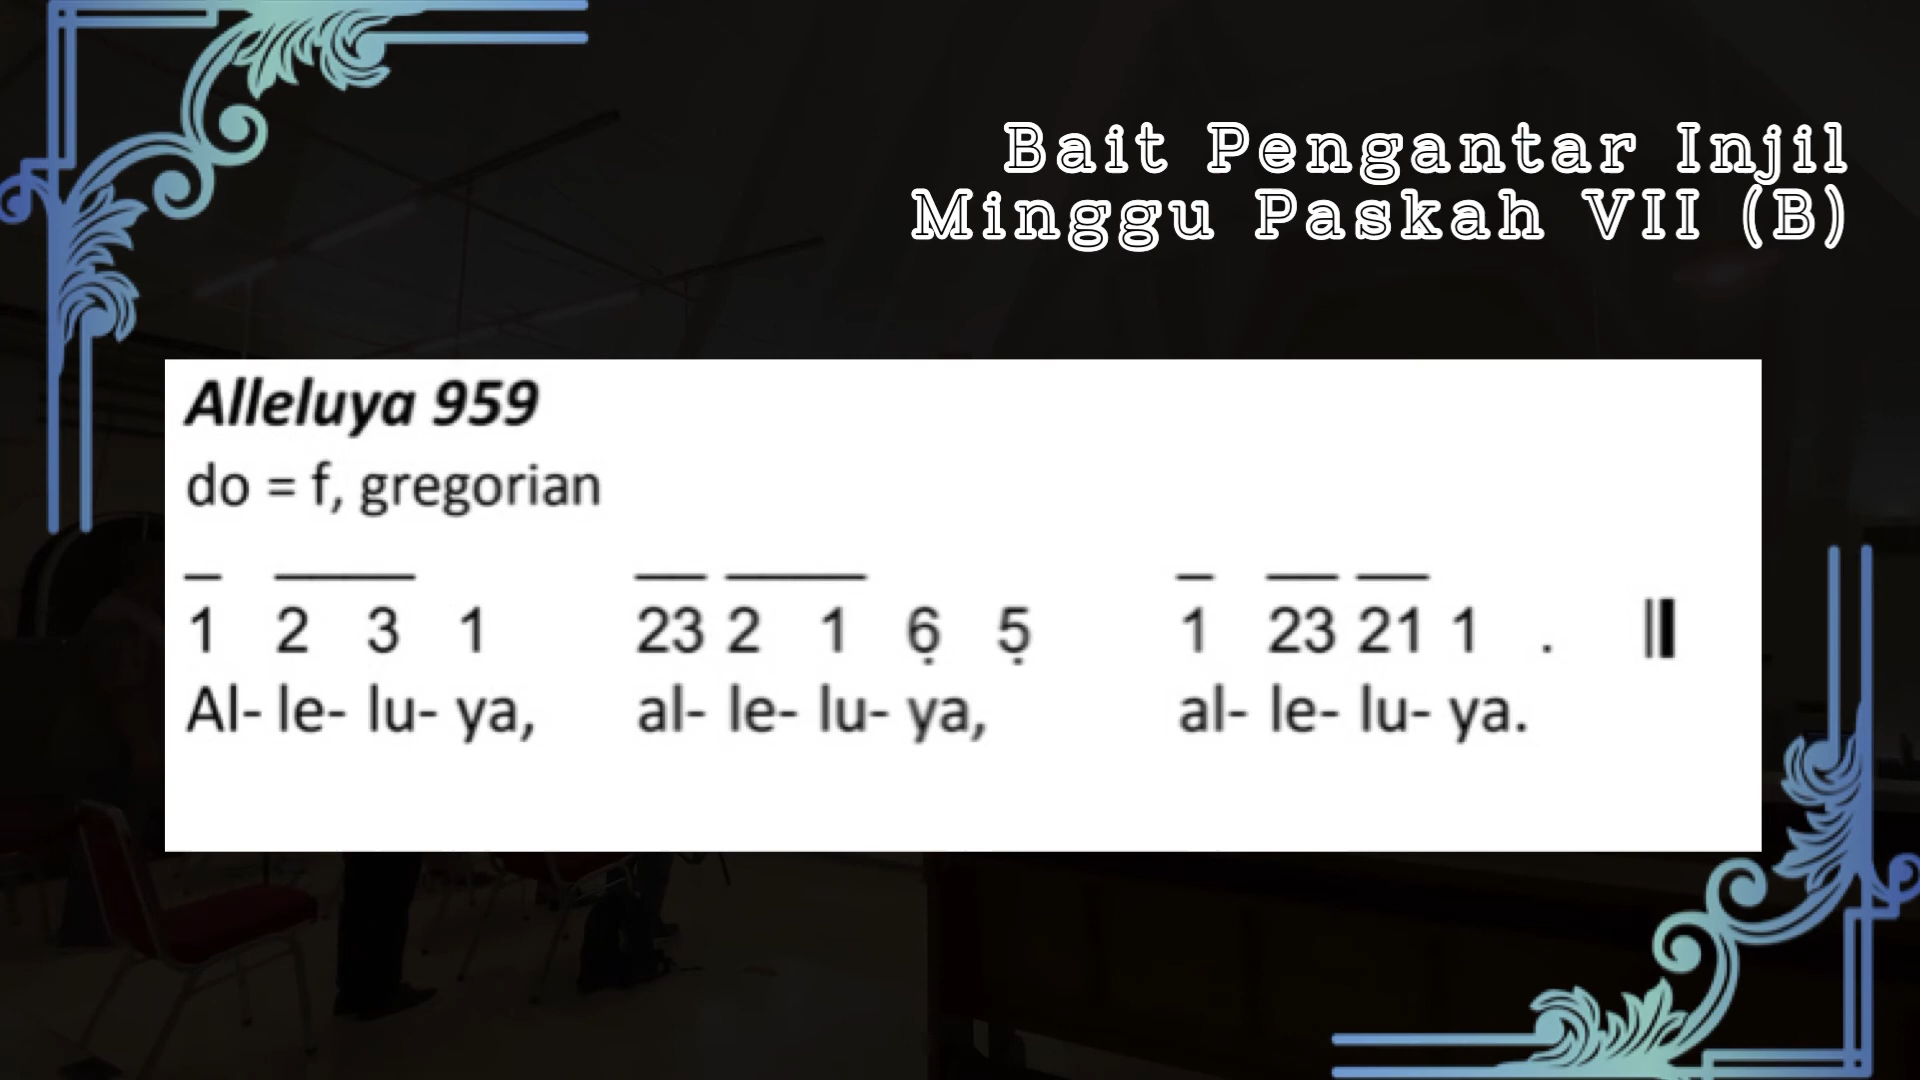 Bait Pengantar Injil
Minggu Paskah VII (B)
Alleluya 959
do = f, gregorian
1 2 3 1 23 2 1 6̣ 5̣ 1 23 21 1 . ||
Al- le- lu- ya, al- le- lu- ya, al- le- lu- ya.